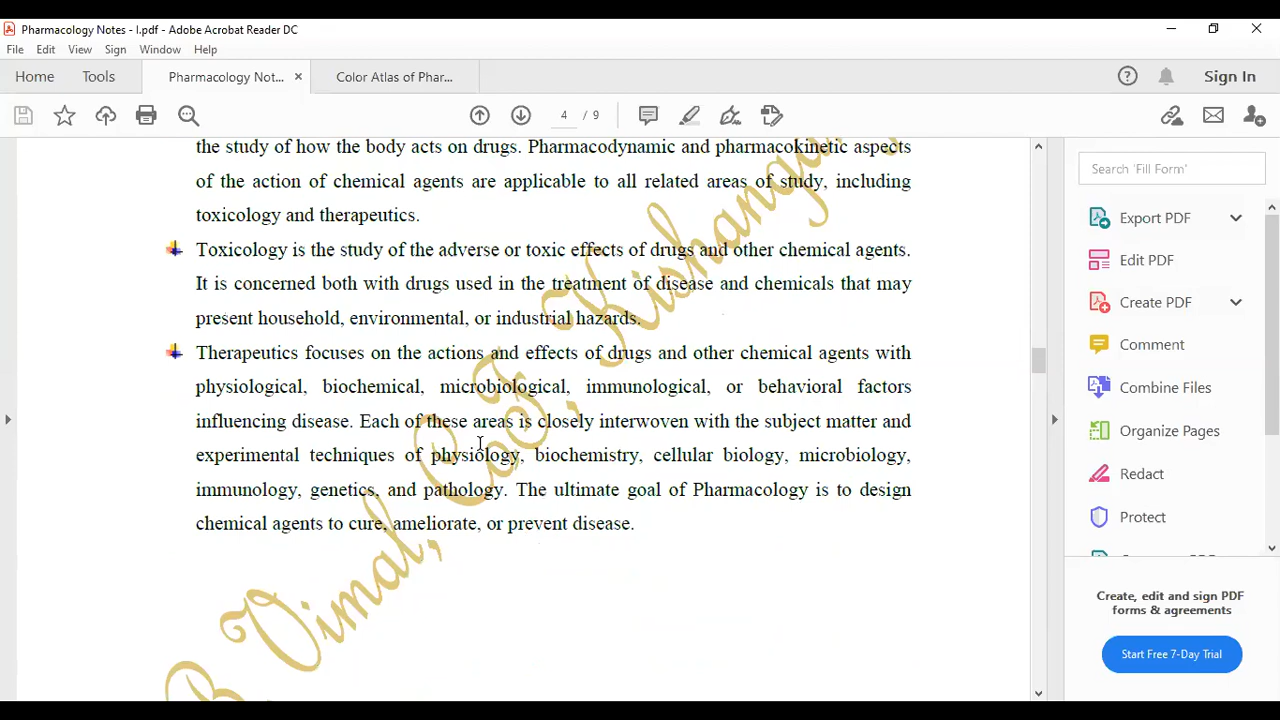 Pharmacology Notes - I.pdf - Adobe Acrobat Reader DC
File Edit View Sign Window Help
Home Tools Pharmacology Not... × Color Atlas of Phar... Sign In
4 / 9
the study of how the body acts on drugs. Pharmacodynamic and pharmacokinetic aspects
of the action of chemical agents are applicable to all related areas of study, including
toxicology and therapeutics.
Toxicology is the study of the adverse or toxic effects of drugs and other chemical agents.
It is concerned both with drugs used in the treatment of disease and chemicals that may
present household, environmental, or industrial hazards.
Therapeutics focuses on the actions and effects of drugs and other chemical agents with
physiological, biochemical, microbiological, immunological, or behavioral factors
influencing disease. Each of these areas is closely interwoven with the subject matter and
experimental techniques of physiology, biochemistry, cellular biology, microbiology,
immunology, genetics, and pathology. The ultimate goal of Pharmacology is to design
chemical agents to cure, ameliorate, or prevent disease.
B Vimal, CoF, Kishangu
Search 'Fill Form'
Export PDF
Edit PDF
Create PDF
Comment
Combine Files
Organize Pages
Redact
Protect
Create, edit and sign PDF
forms & agreements
Start Free 7-Day Trial